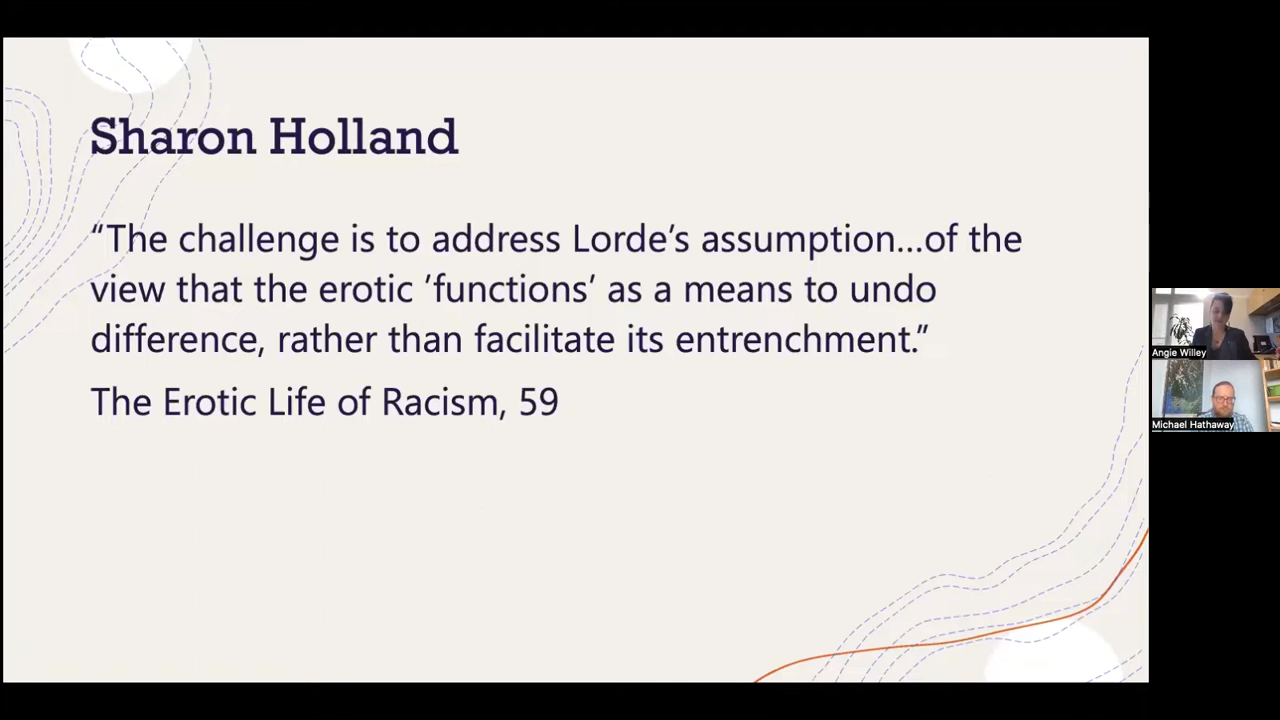 Sharon Holland
“The challenge is to address Lorde’s assumption...of the
view that the erotic ‘functions’ as a means to undo
difference, rather than facilitate its entrenchment.”
The Erotic Life of Racism, 59
Angie Willey
Michael Hathaway